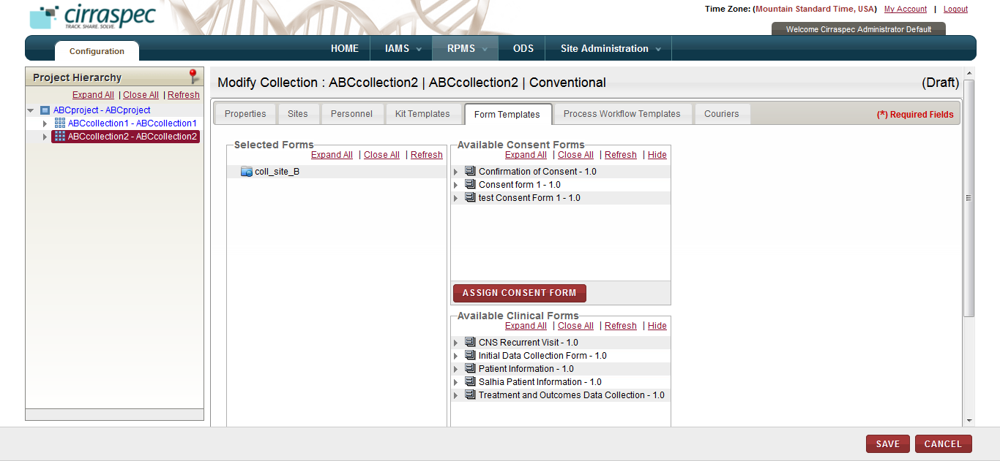 cirraspec
TRACK. SHARE. SOLVE.
Time Zone: (Mountain Standard Time, USA) My Account | Logout
Welcome Cirraspec Administrator Default
Configuration
HOME IAMS RPMS ODS Site Administration
Project Hierarchy
Expand All | Close All | Refresh
ABCproject - ABCproject
ABCcollection1 - ABCcollection1
ABCcollection2 - ABCcollection2
Modify Collection : ABCcollection2 | ABCcollection2 | Conventional (Draft)
Properties Sites Personnel Kit Templates Form Templates Process Workflow Templates Couriers (*) Required Fields
Selected Forms
Expand All | Close All | Refresh
coll_site_B
Available Consent Forms
Expand All | Close All | Refresh | Hide
Confirmation of Consent - 1.0
Consent form 1 - 1.0
test Consent Form 1 - 1.0
ASSIGN CONSENT FORM
Available Clinical Forms
Expand All | Close All | Refresh | Hide
CNS Recurrent Visit - 1.0
Initial Data Collection Form - 1.0
Patient Information - 1.0
Salhia Patient Information - 1.0
Treatment and Outcomes Data Collection - 1.0
SAVE CANCEL